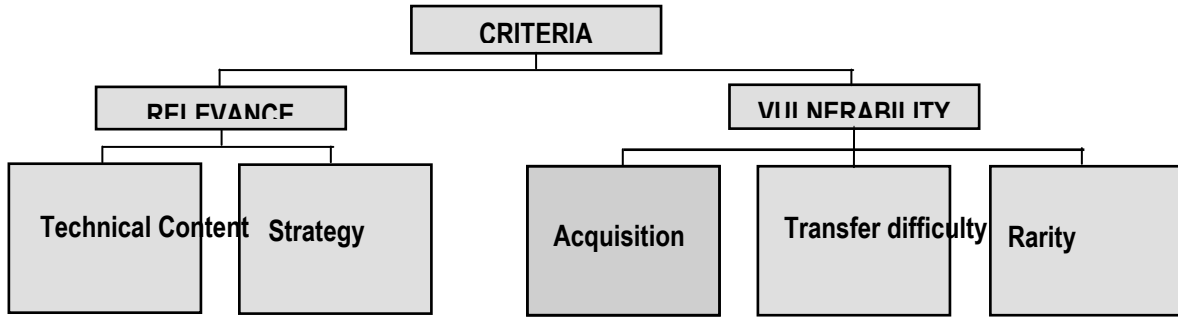 CRITERIA
RELEVANCE
VULNERABILITY
Technical Content
Strategy
Acquisition
Transfer difficulty
Rarity